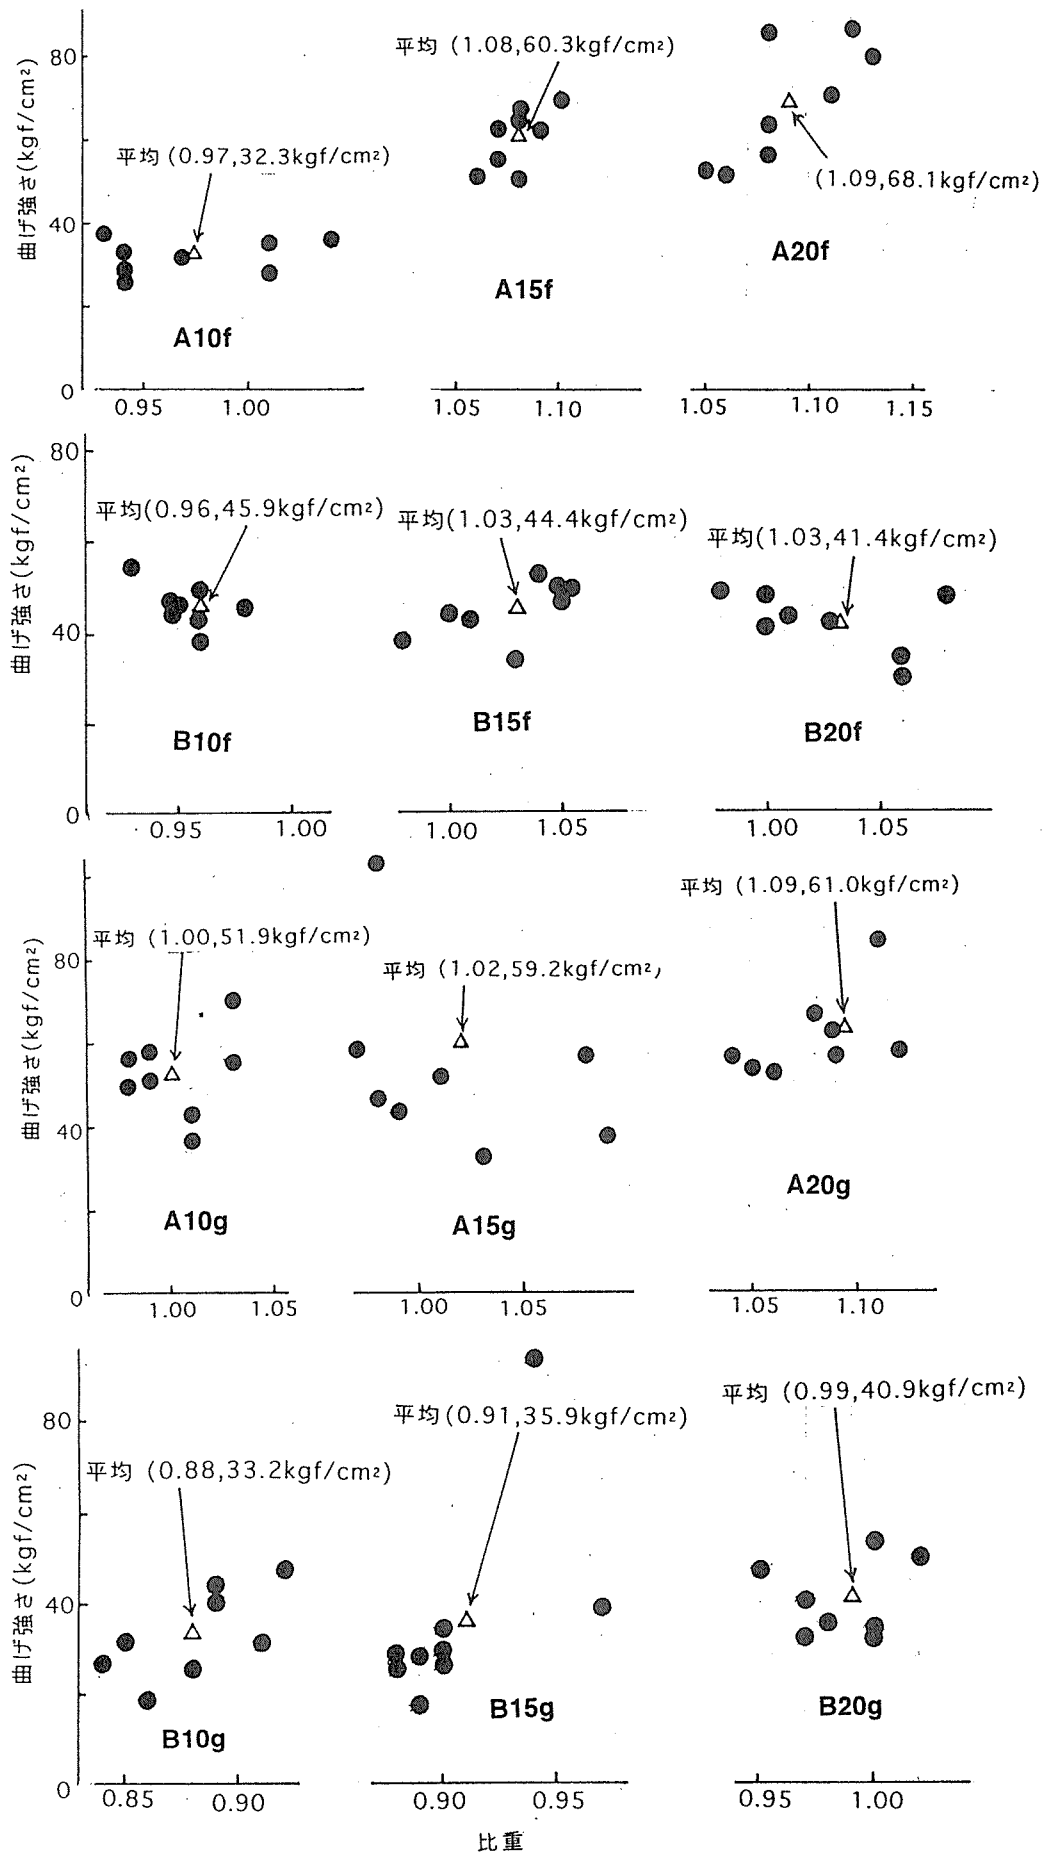 曲げ強さ(kgf/cm²)
80
40
0
平均 (0.97,32.3kgf/cm²)
A10f
0.95 1.00
平均 (1.08,60.3kgf/cm²)
A15f
1.05 1.10
(1.09,68.1kgf/cm²)
A20f
1.05 1.10 1.15
曲げ強さ(kgf/cm²)
80
40
0
平均(0.96,45.9kgf/cm²)
B10f
0.95 1.00
平均(1.03,44.4kgf/cm²)
B15f
1.00 1.05
平均(1.03,41.4kgf/cm²)
B20f
1.00 1.05
曲げ強さ(kgf/cm²)
80
40
0
平均 (1.00,51.9kgf/cm²)
A10g
1.00 1.05
平均 (1.02,59.2kgf/cm²)
A15g
1.00 1.05
平均 (1.09,61.0kgf/cm²)
A20g
1.05 1.10
曲げ強さ(kgf/cm²)
80
40
0
平均 (0.88,33.2kgf/cm²)
B10g
0.85 0.90
平均 (0.91,35.9kgf/cm²)
B15g
0.90 0.95
平均 (0.99,40.9kgf/cm²)
B20g
0.95 1.00
比重